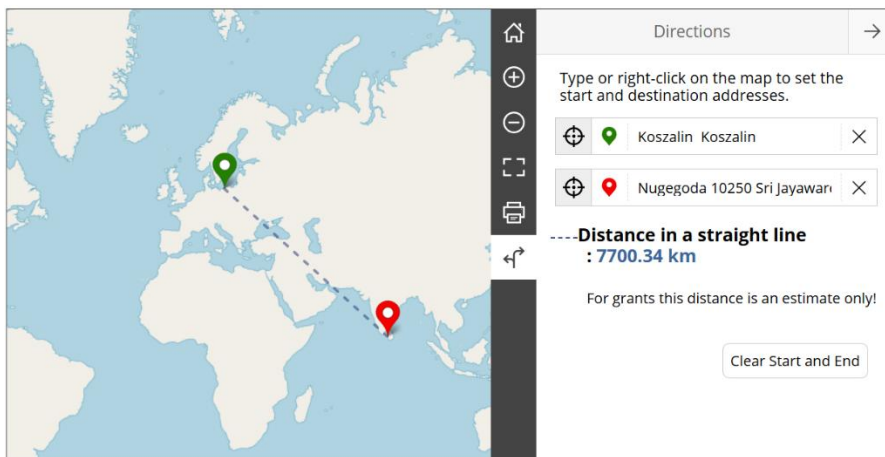 Directions
Type or right-click on the map to set the
start and destination addresses.
Koszalin Koszalin
Nugegoda 10250 Sri Jayaward
Distance in a straight line
: 7700.34 km
For grants this distance is an estimate only!
Clear Start and End